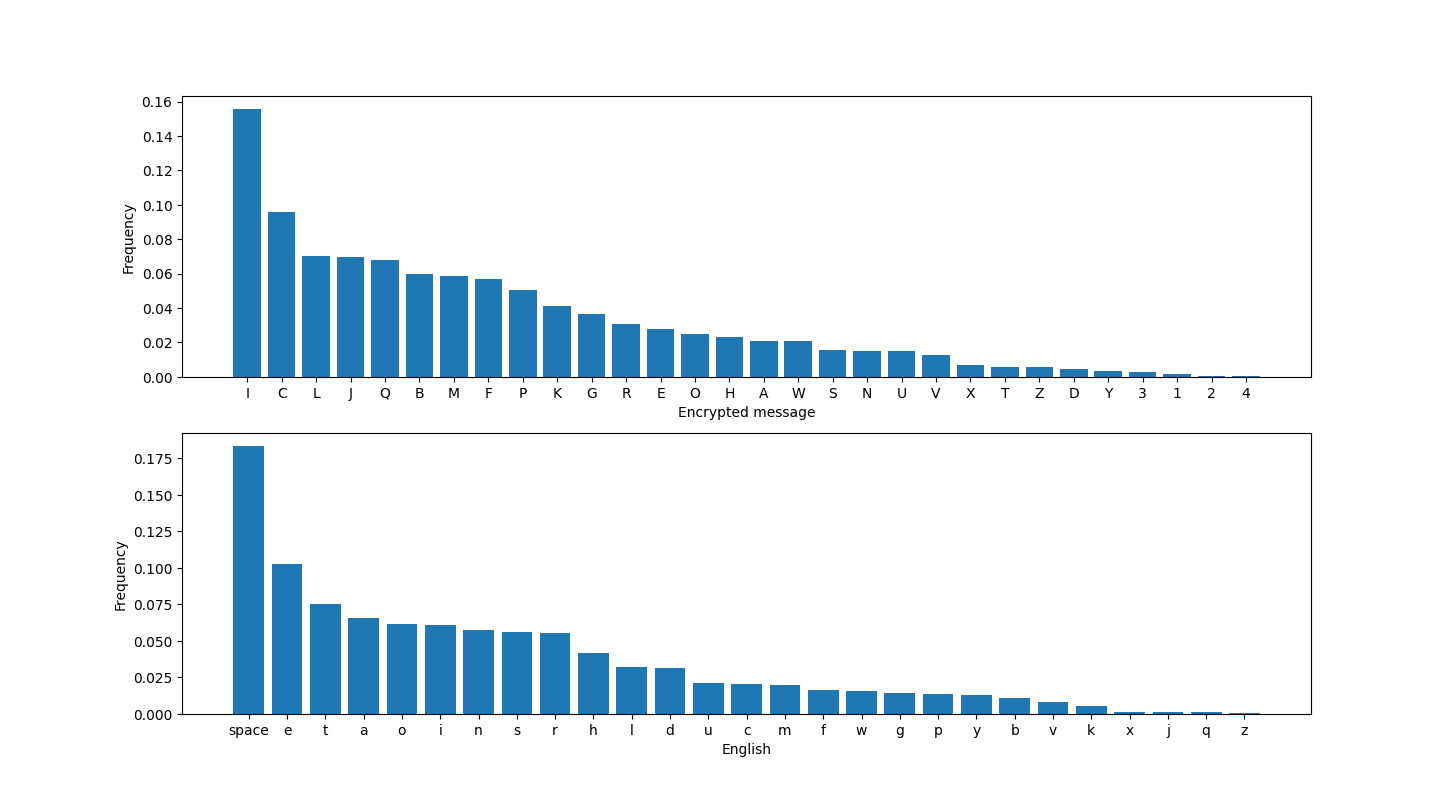 0.16
0.14
0.12
0.10
0.08
0.06
0.04
0.02
0.00
Frequency
I C L J Q B M F P K G R E O H A W S N U V X T Z D Y 3 1 2 4
Encrypted message
0.175
0.150
0.125
0.100
0.075
0.050
0.025
0.000
Frequency
space e t a o i n s r h l d u c m f w g p y b v k x j q z
English